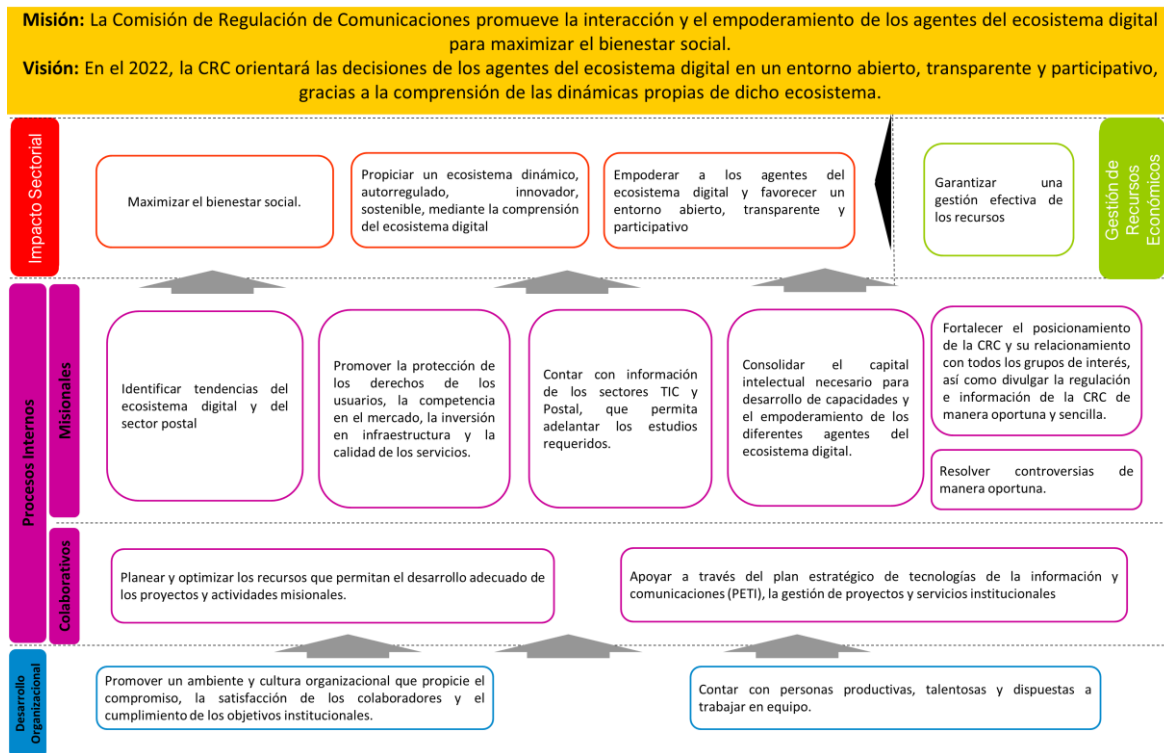 Misión: La Comisión de Regulación de Comunicaciones promueve la interacción y el empoderamiento de los agentes del ecosistema digital
para maximizar el bienestar social.
Visión: En el 2022, la CRC orientará las decisiones de los agentes del ecosistema digital en un entorno abierto, transparente y participativo,
gracias a la comprensión de las dinámicas propias de dicho ecosistema.
Impacto Sectorial
Maximizar el bienestar social.
Propiciar un ecosistema dinámico,
autorregulado, innovador,
sostenible, mediante la comprensión
del ecosistema digital
Empoderar a los agentes del
ecosistema digital y favorecer un
entorno abierto, transparente y
participativo
Garantizar una
gestión efectiva de
los recursos
Gestión de
Recursos
Económicos
Procesos Internos
Misionales
Identificar tendencias del
ecosistema digital y del
sector postal
Promover la protección de
los derechos de los
usuarios, la competencia
en el mercado, la inversión
en infraestructura y la
calidad de los servicios.
Contar con información
de los sectores TIC y
Postal, que permita
adelantar los estudios
requeridos.
Consolidar el capital
intelectual necesario para
desarrollo de capacidades y
el empoderamiento de los
diferentes agentes del
ecosistema digital.
Fortalecer el posicionamiento
de la CRC y su relacionamiento
con todos los grupos de interés,
así como divulgar la regulación
e información de la CRC de
manera oportuna y sencilla.
Resolver controversias de
manera oportuna.
Colaborativos
Planear y optimizar los recursos que permitan el desarrollo adecuado de
los proyectos y actividades misionales.
Apoyar a través del plan estratégico de tecnologías de la información y
comunicaciones (PETI), la gestión de proyectos y servicios institucionales
Desarrollo
Organizacional
Promover un ambiente y cultura organizacional que propicie el
compromiso, la satisfacción de los colaboradores y el
cumplimiento de los objetivos institucionales.
Contar con personas productivas, talentosas y dispuestas a
trabajar en equipo.